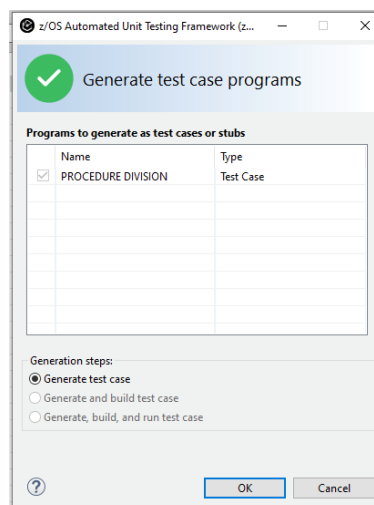 z/OS Automated Unit Testing Framework (z...
Generate test case programs
Programs to generate as test cases or stubs
Name Type
PROCEDURE DIVISION Test Case
Generation steps:
Generate test case
Generate and build test case
Generate, build, and run test case
? OK Cancel